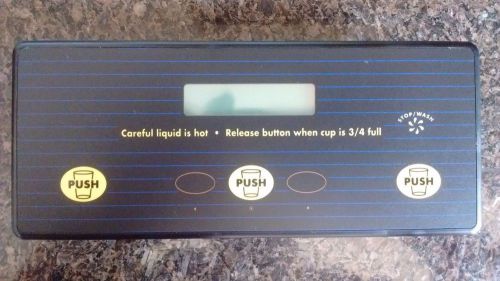 Careful liquid is hot • Release button when cup is 3/4 full
STOP/WASH
PUSH
PUSH
PUSH